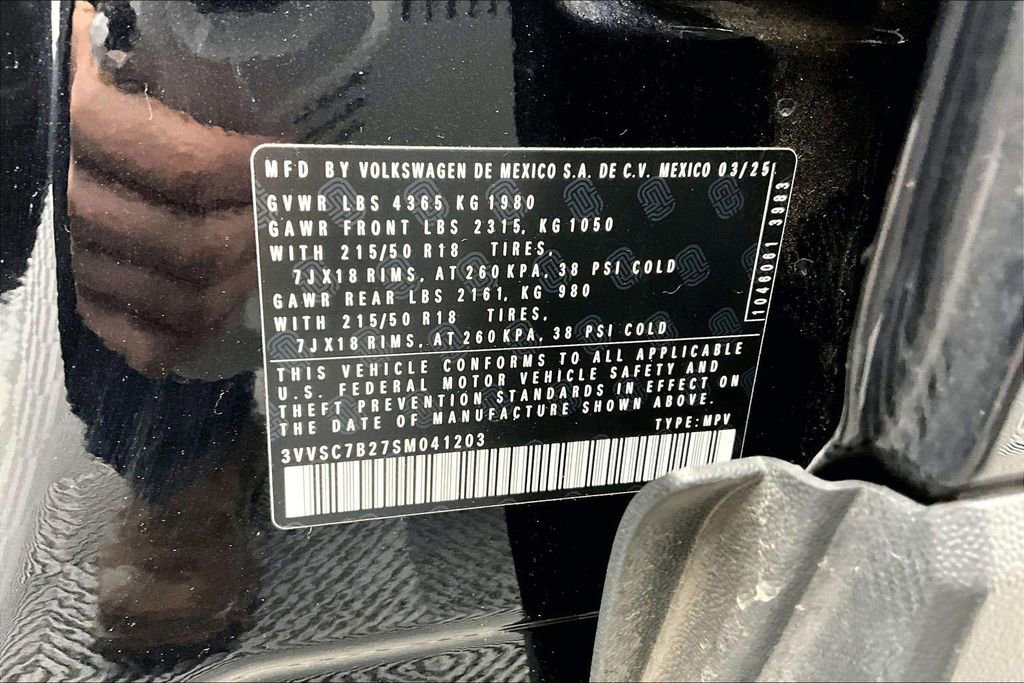 MFD BY VOLKSWAGEN DE MEXICO S.A. DE C.V. MEXICO 03/25
GVWR LBS 4365 KG 1980
GAWR FRONT LBS 2315, KG 1050
WITH 215/50 R18 TIRES,
7JX18 RIMS, AT 260 KPA, 38 PSI COLD
GAWR REAR LBS 2161, KG 980
WITH 215/50 R18 TIRES,
7JX18 RIMS, AT 260 KPA, 38 PSI COLD
THIS VEHICLE CONFORMS TO ALL APPLICABLE
U.S. FEDERAL MOTOR VEHICLE SAFETY AND
THEFT PREVENTION STANDARDS IN EFFECT ON
THE DATE OF MANUFACTURE SHOWN ABOVE.
TYPE: MPV
3VVSC7B27SM041203
1046061 3983